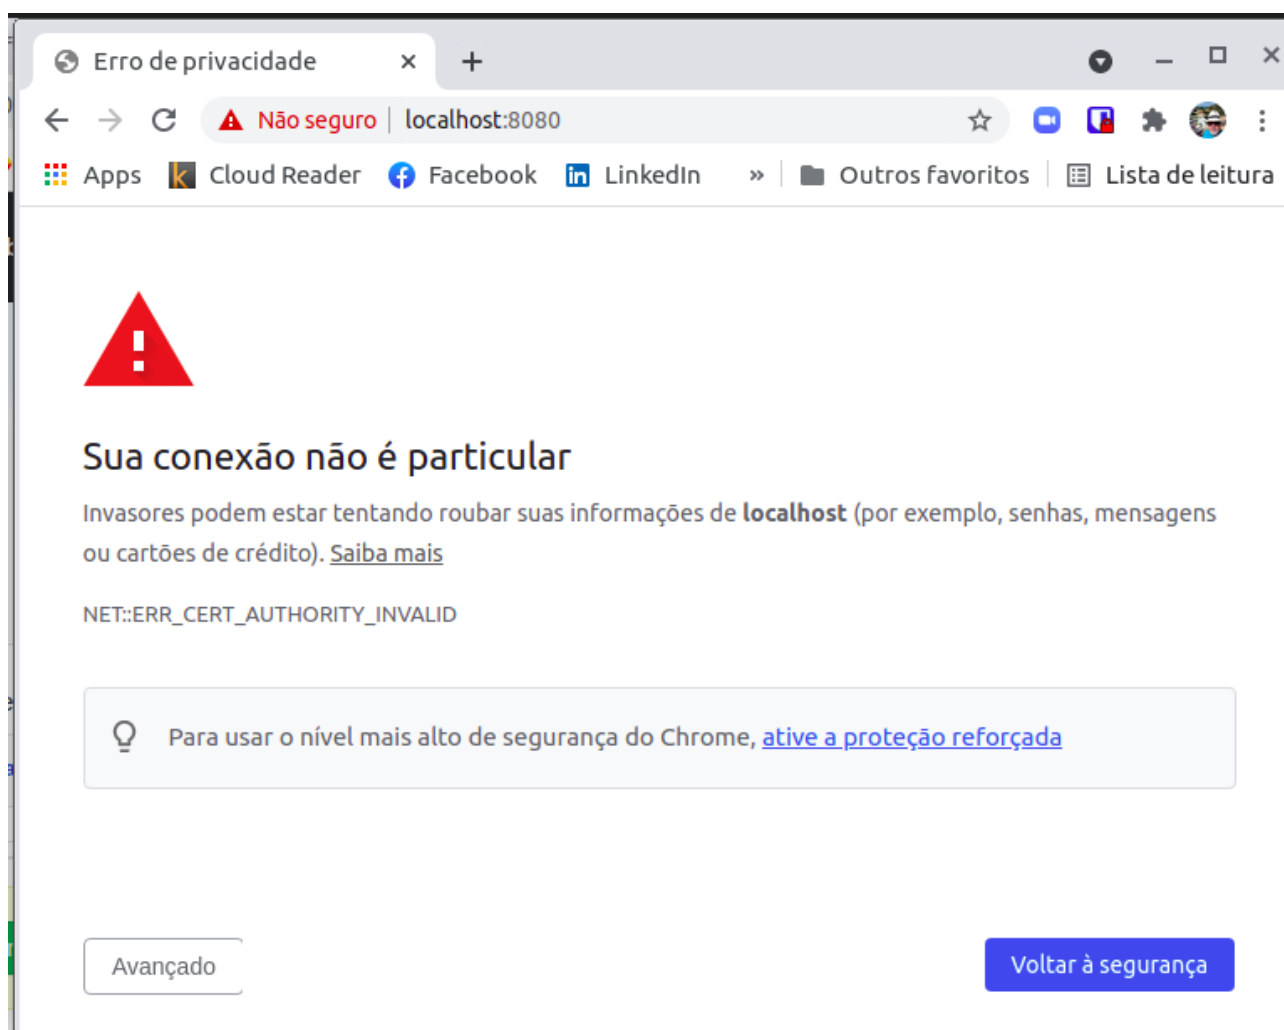 Erro de privacidade
Não seguro localhost:8080
Apps Cloud Reader Facebook in LinkedIn » Outros favoritos Lista de leitura
Sua conexão não é particular
Invasores podem estar tentando roubar suas informações de localhost (por exemplo, senhas, mensagens
ou cartões de crédito). Saiba mais
NET::ERR_CERT_AUTHORITY_INVALID
Para usar o nível mais alto de segurança do Chrome, ative a proteção reforçada
Avançado Voltar à segurança